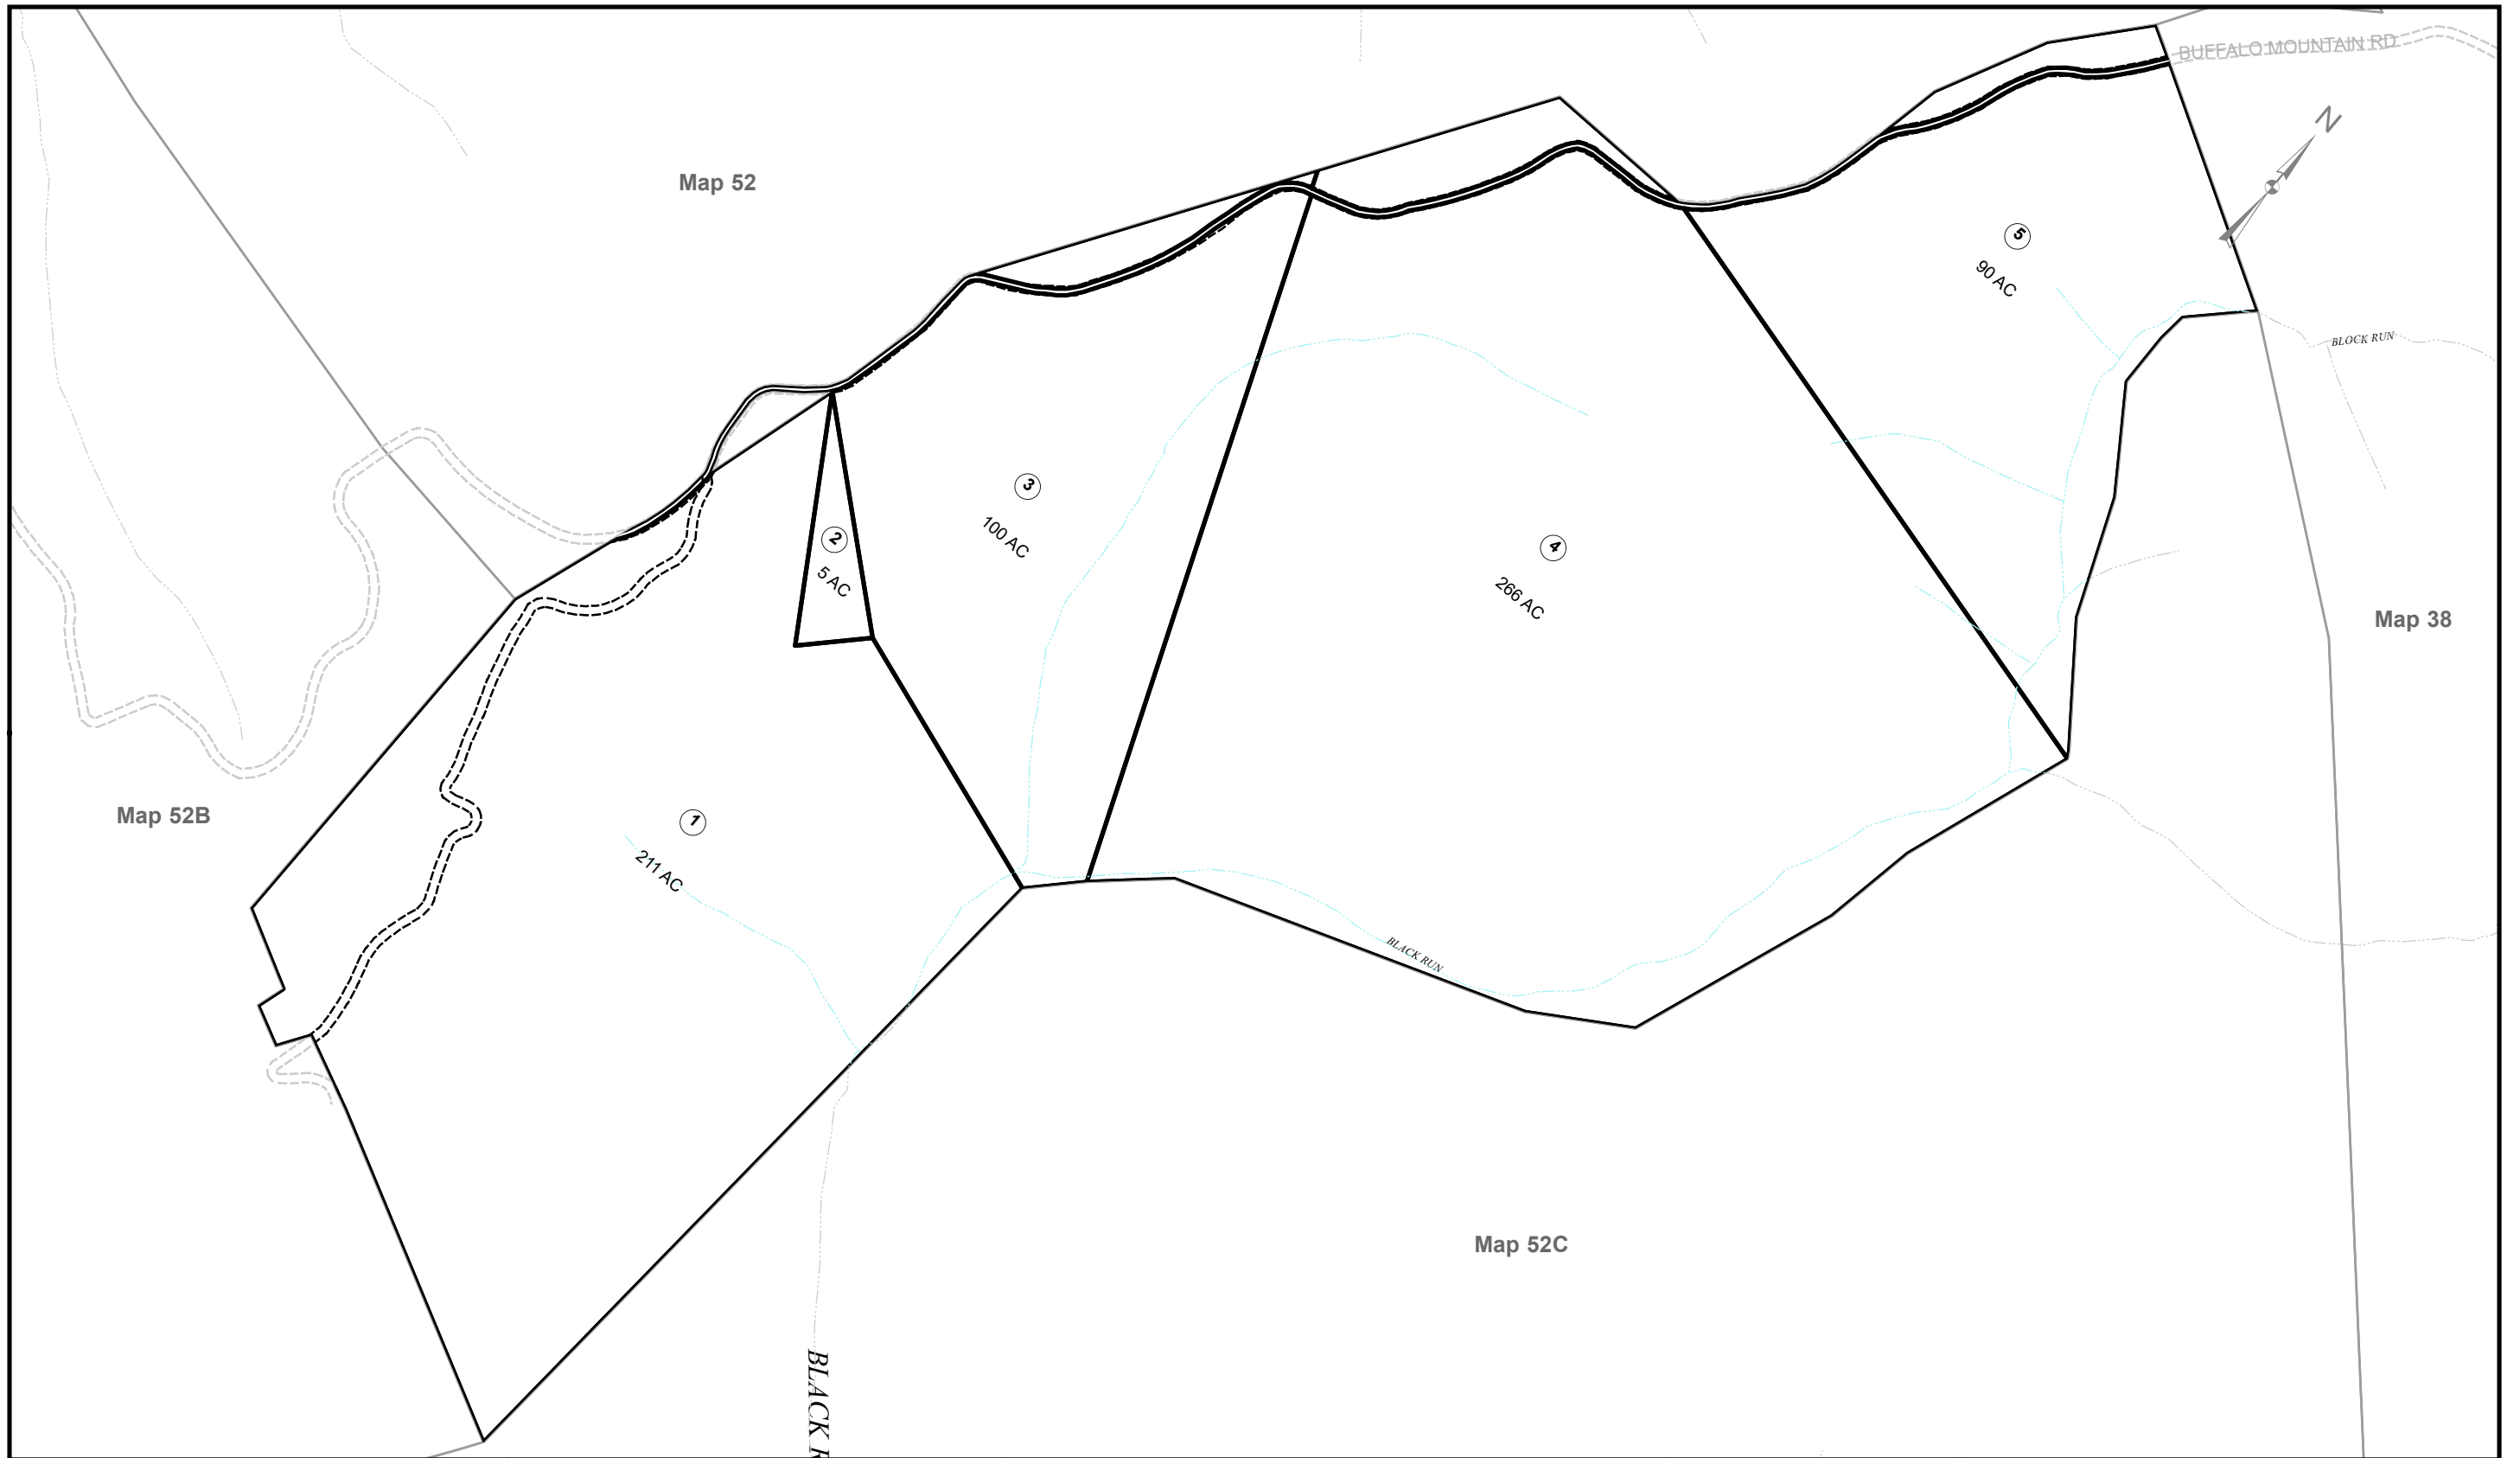 BUFFALO MOUNTAIN RD
N
Map 52
5
90 AC
BLOCK RUN
3
100 AC
2
5 AC
4
266 AC
Map 38
Map 52B
1
211 AC
BLACK RUN
Map 52C
BLACK R